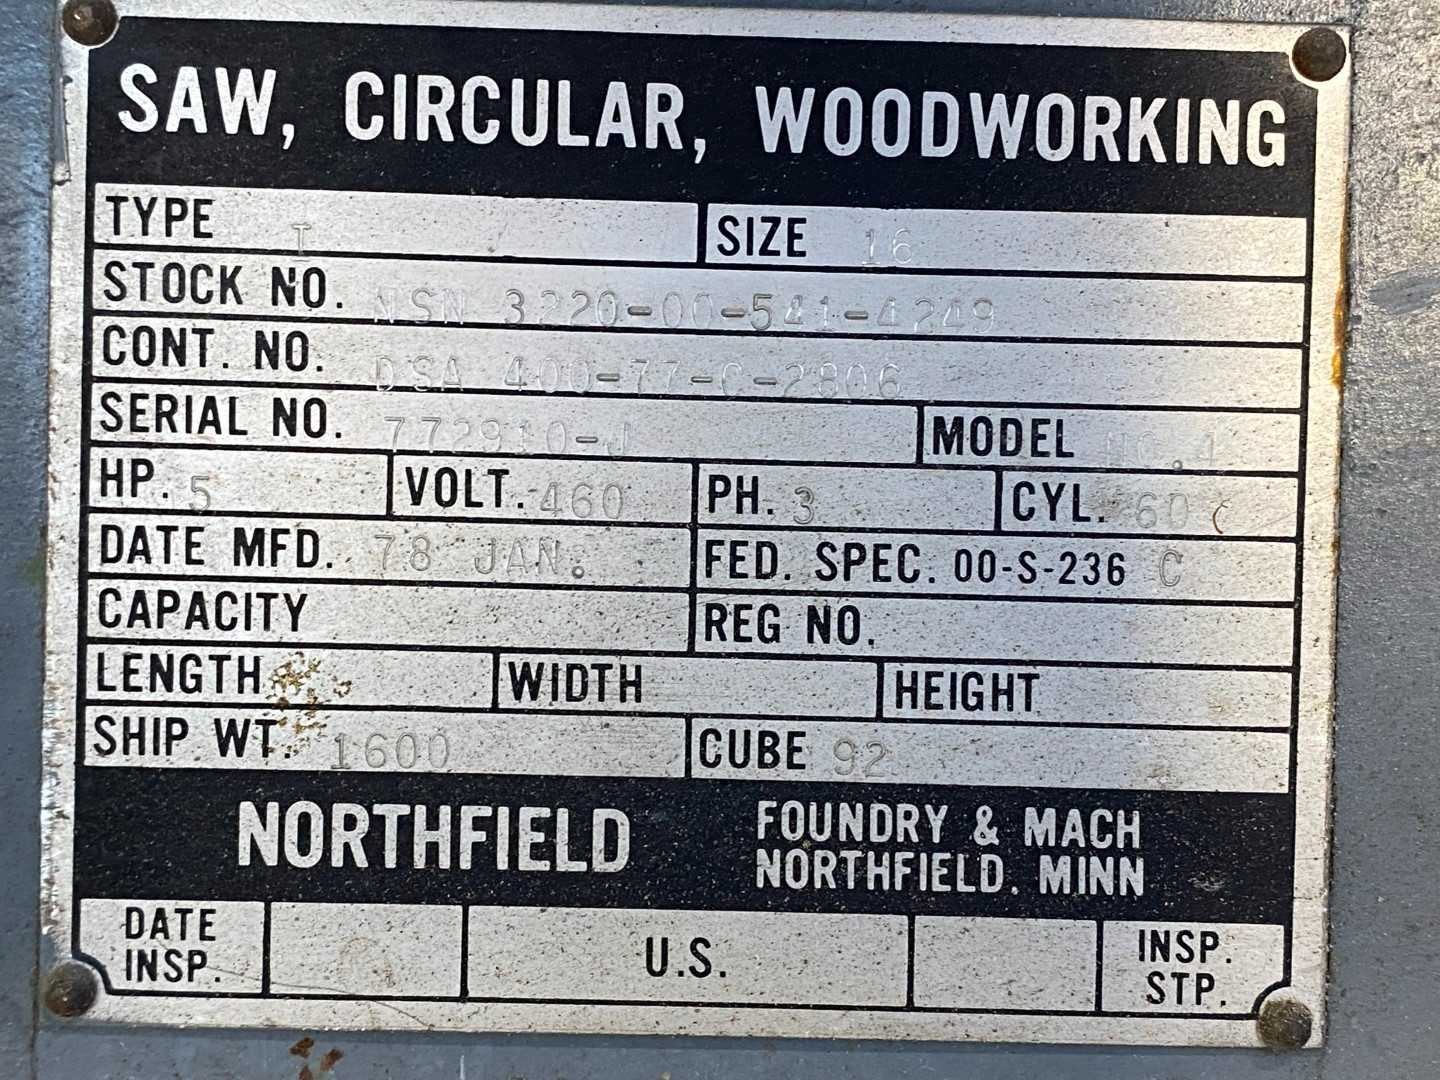 SAW, CIRCULAR, WOODWORKING
TYPE I SIZE 16
STOCK NO. NSN 3220-00-541-4249
CONT. NO. DSA 400-77-C-2806
SERIAL NO. 772910-J MODEL NO.4
HP. 5 VOLT. 460 PH. 3 CYL. 60
DATE MFD. 78 JAN. FED. SPEC. 00-S-236 C
CAPACITY REG NO.
LENGTH WIDTH HEIGHT
SHIP WT. 1600 CUBE 92
NORTHFIELD FOUNDRY & MACH
NORTHFIELD, MINN
DATE INSP. U.S. INSP. STP.